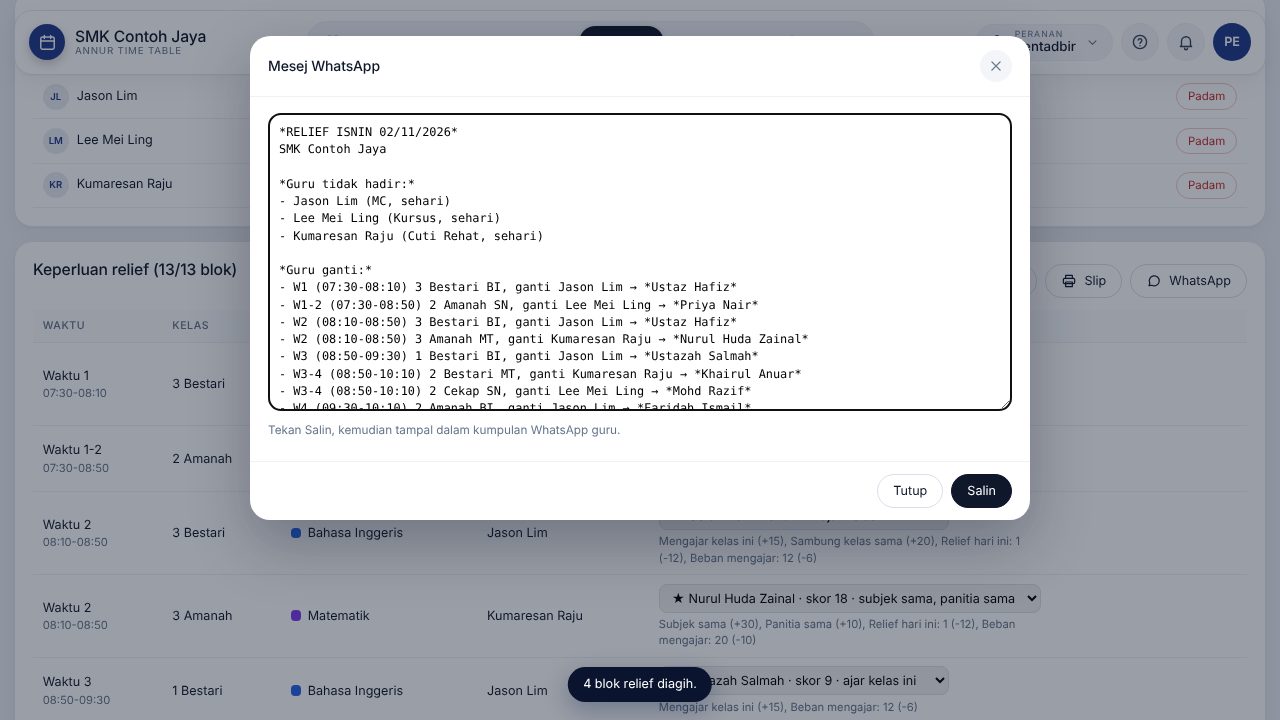 SMK Contoh Jaya
ANNUR TIME TABLE
PERANAN
entadbir
PE
JL Jason Lim Padam
LM Lee Mei Ling Padam
KR Kumaresan Raju Padam
Mesej WhatsApp
*RELIEF ISNIN 02/11/2026*
SMK Contoh Jaya
*Guru tidak hadir:*
- Jason Lim (MC, sehari)
- Lee Mei Ling (Kursus, sehari)
- Kumaresan Raju (Cuti Rehat, sehari)
*Guru ganti:*
- W1 (07:30-08:10) 3 Bestari BI, ganti Jason Lim → *Ustaz Hafiz*
- W1-2 (07:30-08:50) 2 Amanah SN, ganti Lee Mei Ling → *Priya Nair*
- W2 (08:10-08:50) 3 Bestari BI, ganti Jason Lim → *Ustaz Hafiz*
- W2 (08:10-08:50) 3 Amanah MT, ganti Kumaresan Raju → *Nurul Huda Zainal*
- W3 (08:50-09:30) 1 Bestari BI, ganti Jason Lim → *Ustazah Salmah*
- W3-4 (08:50-10:10) 2 Bestari MT, ganti Kumaresan Raju → *Khairul Anuar*
- W3-4 (08:50-10:10) 2 Cekap SN, ganti Lee Mei Ling → *Mohd Razif*
- W4 (09:30-10:10) 2 Amanah BI, ganti Jason Lim → *Faridah Ismail*
Tekan Salin, kemudian tampal dalam kumpulan WhatsApp guru.
Tutup Salin
Keperluan relief (13/13 blok) Slip WhatsApp
WAKTU KELAS
Waktu 1
07:30-08:10
3 Bestari
Waktu 1-2
07:30-08:50
2 Amanah
Waktu 2
08:10-08:50
3 Bestari
Bahasa Inggeris
Jason Lim
Mengajar kelas ini (+15), Sambung kelas sama (+20), Relief hari ini: 1
(-12), Beban mengajar: 12 (-6)
Waktu 2
08:10-08:50
3 Amanah
Matematik
Kumaresan Raju
★ Nurul Huda Zainal · skor 18 · subjek sama, panitia sama
Subjek sama (+30), Panitia sama (+10), Relief hari ini: 1 (-12), Beban
mengajar: 20 (-10)
Waktu 3
08:50-09:30
1 Bestari
Bahasa Inggeris
Jason Lim
azah Salmah · skor 9 · ajar kelas ini
Mengajar kelas ini (+15), Beban mengajar: 12 (-6)
4 blok relief diagih.